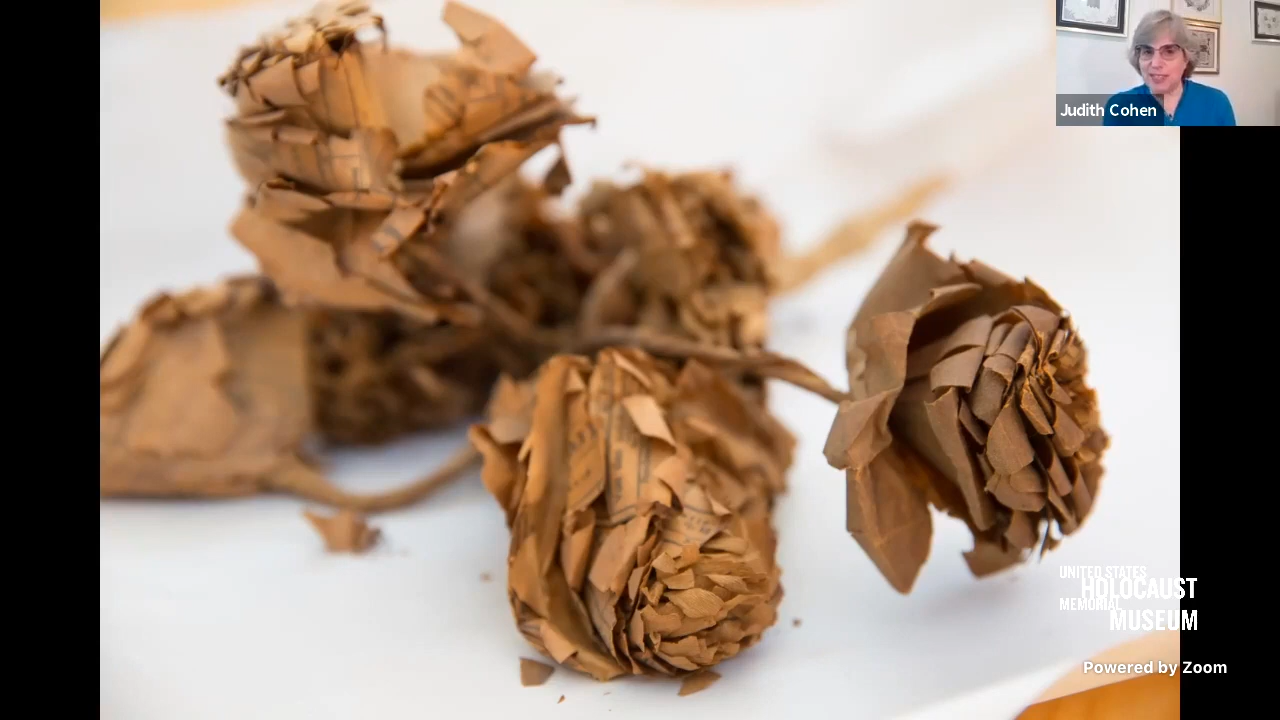 Judith Cohen
UNITED STATES
HOLOCAUST
MEMORIAL
MUSEUM
Powered by Zoom